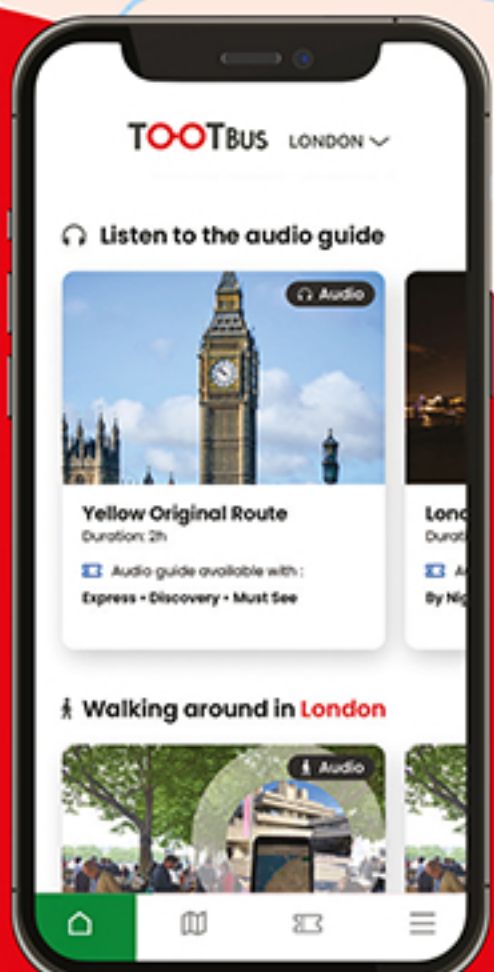 TOOTBUS LONDON
Listen to the audio guide
Audio
Yellow Original Route
Duration: 2h
Audio guide available with :
Express • Discovery • Must See
Walking around in London
Audio